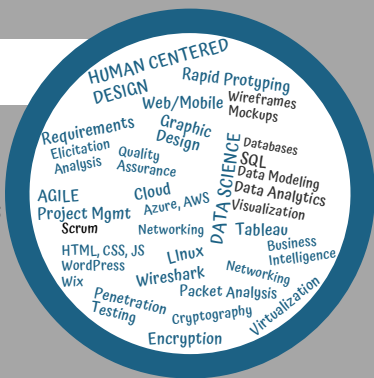 HUMAN CENTERED
DESIGN
Rapid Protyping
Web/Mobile
Wireframes
Mockups
Requirements
Elicitation
Analysis
Graphic
Design
Quality
Assurance
DATA SCIENCE
Databases
SQL
Data Modeling
Data Analytics
Visualization
AGILE
Project Mgmt
Scrum
Cloud
Azure, AWS
Networking
Tableau
Business
Intelligence
HTML, CSS, JS
WordPress
Wix
LInux
Wireshark
Networking
Packet Analysis
Penetration
Testing
Cryptography
Virtualization
Encryption